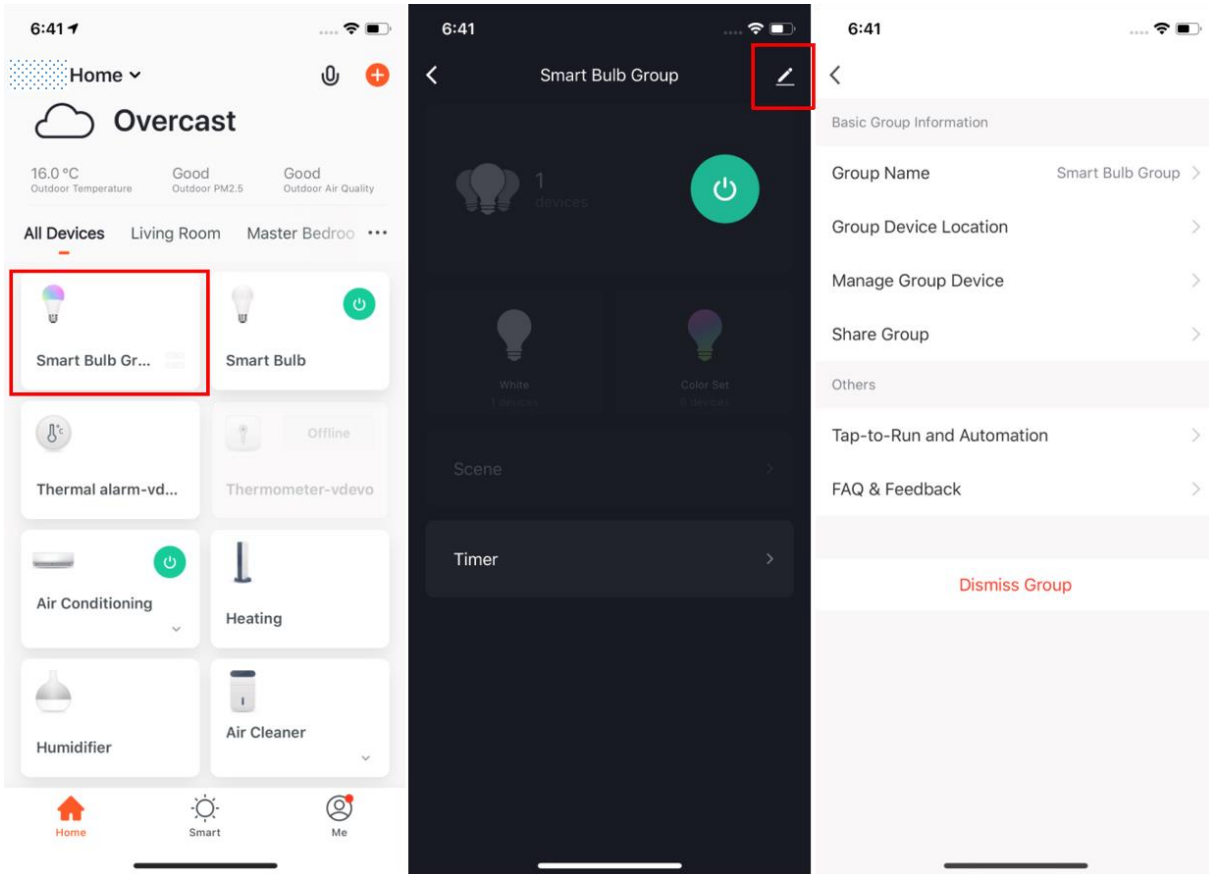 6:41
Home
Overcast
16.0 °C Good Good
Outdoor Temperature Outdoor PM2.5 Outdoor Air Quality
All Devices Living Room Master Bedroo ...
Smart Bulb Gr... Smart Bulb
Offline
Thermal alarm-vd... Thermometer-vdevo
Air Conditioning
Heating
Humidifier
Air Cleaner
Home Smart Me
6:41
Smart Bulb Group
1
devices
White Color Set
1 devices 0 devices
Scene
Timer
6:41
Basic Group Information
Group Name Smart Bulb Group
Group Device Location
Manage Group Device
Share Group
Others
Tap-to-Run and Automation
FAQ & Feedback
Dismiss Group